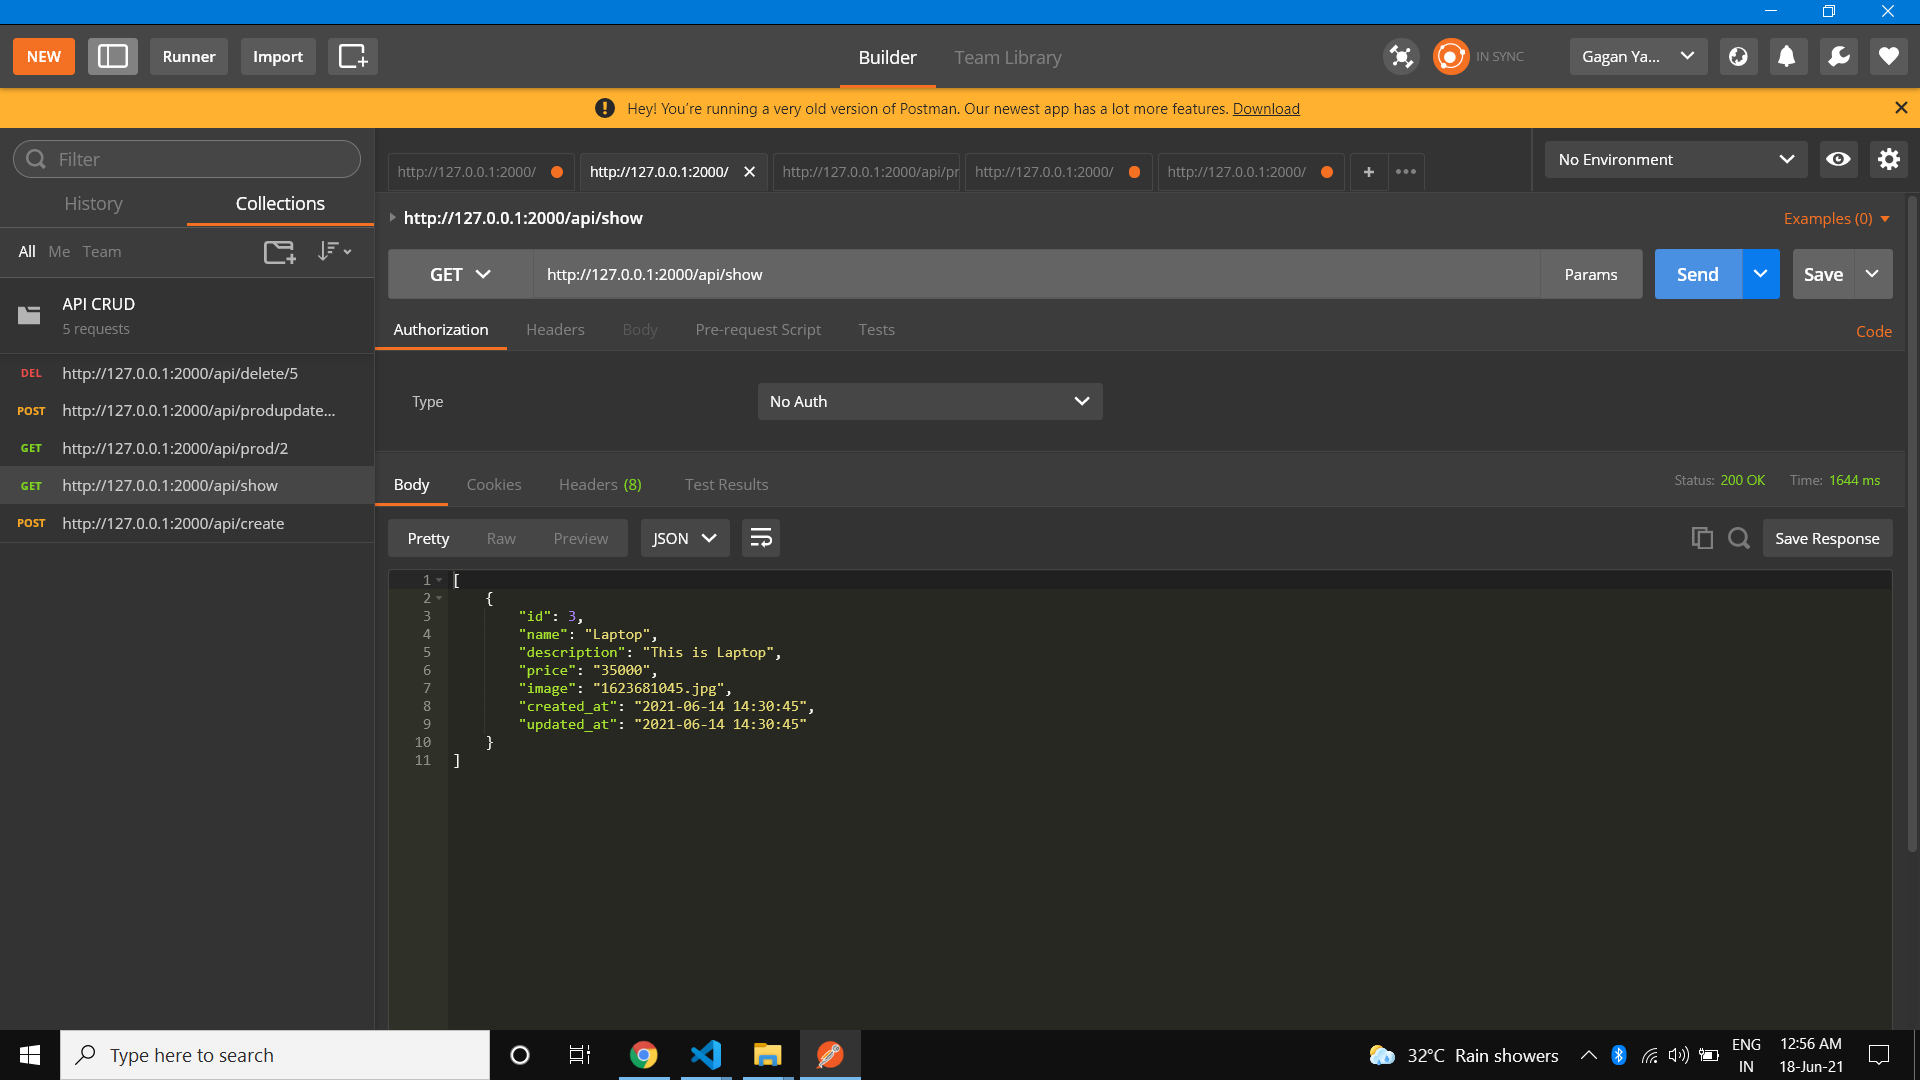 NEW Runner Import Builder Team Library IN SYNC Gagan Ya...
Hey! You're running a very old version of Postman. Our newest app has a lot more features. Download
Filter
History Collections
All Me Team
API CRUD
5 requests
DEL http://127.0.0.1:2000/api/delete/5
POST http://127.0.0.1:2000/api/produpdate...
GET http://127.0.0.1:2000/api/prod/2
GET http://127.0.0.1:2000/api/show
POST http://127.0.0.1:2000/api/create
http://127.0.0.1:2000/ http://127.0.0.1:2000/ http://127.0.0.1:2000/api/pr http://127.0.0.1:2000/ http://127.0.0.1:2000/ + ••• No Environment
http://127.0.0.1:2000/api/show Examples (0)
GET http://127.0.0.1:2000/api/show Params Send Save
Authorization Headers Body Pre-request Script Tests Code
Type No Auth
Body Cookies Headers (8) Test Results Status: 200 OK Time: 1644 ms
Pretty Raw Preview JSON Save Response
1 [
2 {
3 "id": 3,
4 "name": "Laptop",
5 "description": "This is Laptop",
6 "price": "35000",
7 "image": "1623681045.jpg",
8 "created_at": "2021-06-14 14:30:45",
9 "updated_at": "2021-06-14 14:30:45"
10 }
11 ]
Type here to search 32°C Rain showers ENG 12:56 AM
IN 18-Jun-21